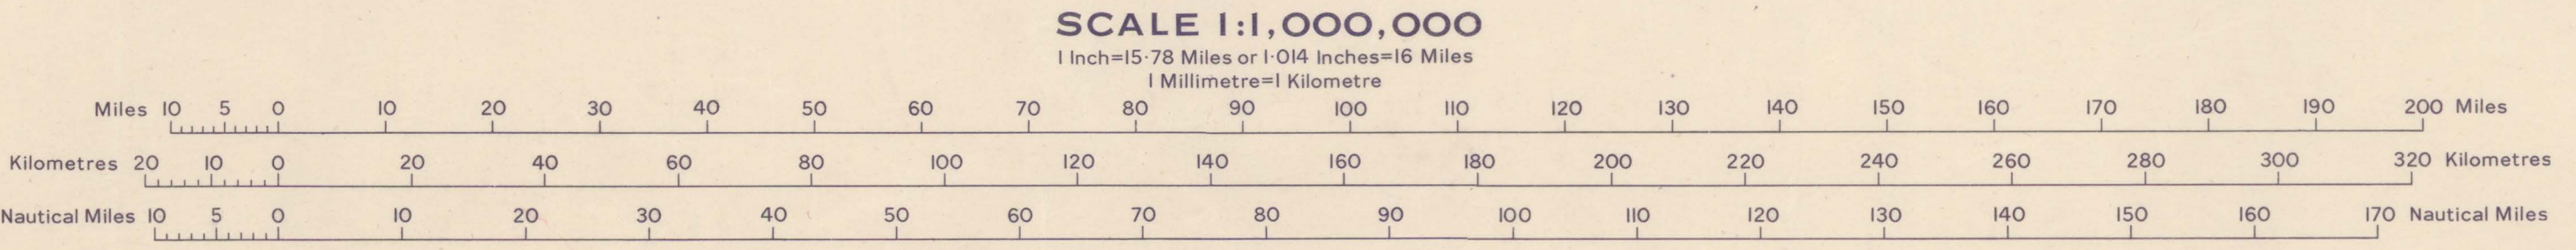 SCALE 1:1,000,000
1 Inch=15·78 Miles or 1·014 Inches=16 Miles
1 Millimetre=1 Kilometre
Miles 10 5 0 10 20 30 40 50 60 70 80 90 100 110 120 130 140 150 160 170 180 190 200 Miles
Kilometres 20 10 0 20 40 60 80 100 120 140 160 180 200 220 240 260 280 300 320 Kilometres
Nautical Miles 10 5 0 10 20 30 40 50 60 70 80 90 100 110 120 130 140 150 160 170 Nautical Miles